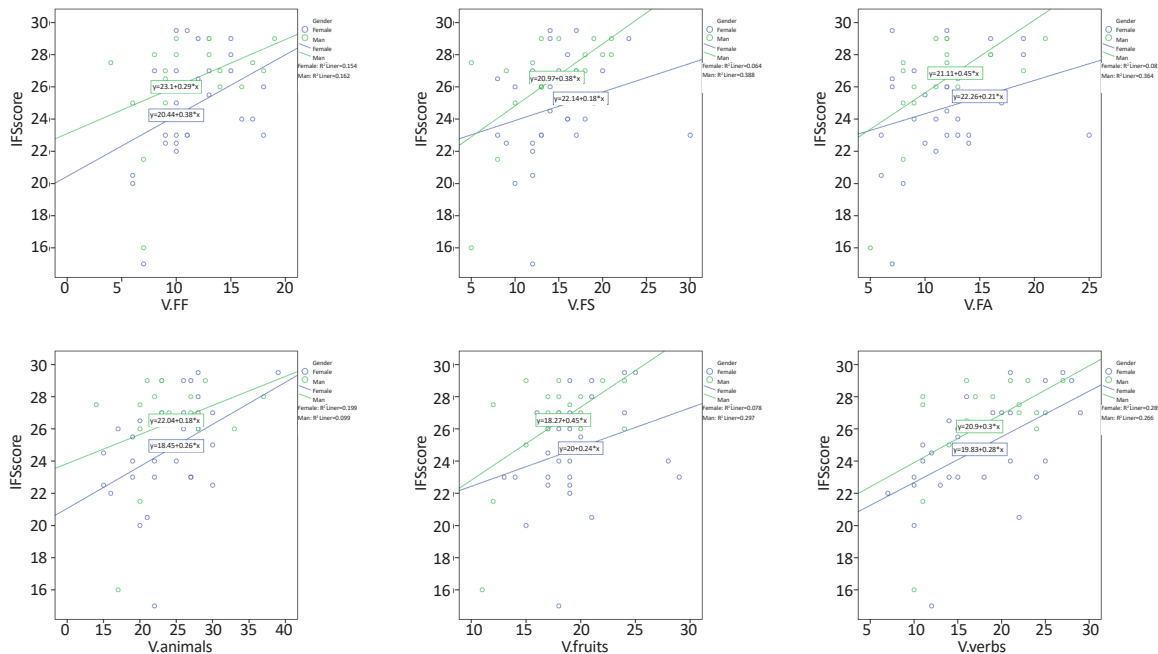 IFSscore
30
28
26
24
22
20
18
16
0
5
10
15
20
V.FF
y=23.1+0.29*x
y=20.44+0.38*x
Gender
Female
Man
Female
Man
Female: R² Liner=0.154
Man: R² Liner=0.162
IFSscore
30
28
26
24
22
20
18
16
5
10
15
20
25
30
V.FS
y=20.97+0.38*x
y=22.14+0.18*x
Gender
Female
Man
Female
Man
Female: R² Liner=0.064
Man: R² Liner=0.388
IFSscore
30
28
26
24
22
20
18
16
5
10
15
20
25
V.FA
y=21.11+0.45*x
y=22.26+0.21*x
Gender
Female
Man
Female
Man
Female: R² Liner=0.08
Man: R² Liner=0.364
IFSscore
30
28
26
24
22
20
18
16
0
15
20
25
30
35
40
V.animals
y=22.04+0.18*x
y=18.45+0.26*x
Gender
Female
Man
Female
Man
Female: R² Liner=0.199
Man: R² Liner=0.099
IFSscore
30
28
26
24
22
20
18
16
10
15
20
25
30
V.fruits
y=18.27+0.45*x
y=20+0.24*x
Gender
Female
Man
Female
Man
Female: R² Liner=0.078
Man: R² Liner=0.297
IFSscore
30
28
26
24
22
20
18
16
5
10
15
20
25
30
V.verbs
y=20.9+0.3*x
y=19.83+0.28*x
Gender
Female
Man
Female
Man
Female: R² Liner=0.28
Man: R² Liner=0.266